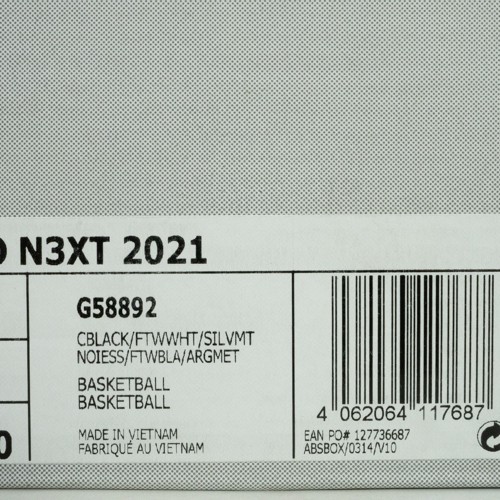 N3XT 2021
G58892
CBLACK/FTWWHT/SILVMT
NOIESS/FTWBLA/ARGMET
BASKETBALL
BASKETBALL
MADE IN VIETNAM
FABRIQUÉ AU VIETNAM
4 062064 117687
EAN PO# 127736687
ABSBOX/0314/V10